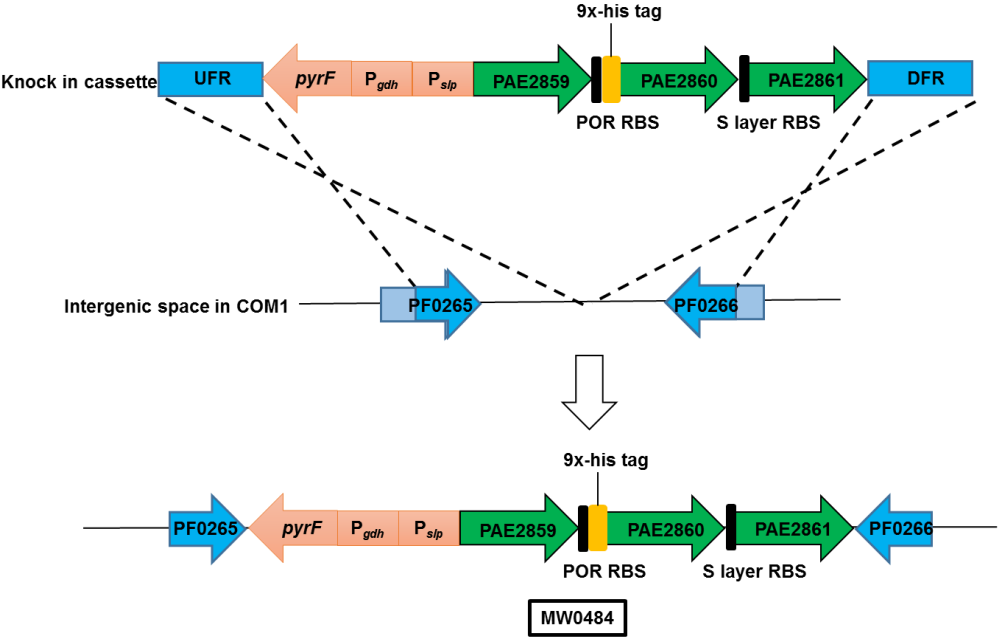 9x-his tag
Knock in cassette UFR pyrF Pgdh Pslp PAE2859 PAE2860 PAE2861 DFR
POR RBS S layer RBS
Intergenic space in COM1 PF0265 PF0266
9x-his tag
PF0265 pyrF Pgdh Pslp PAE2859 PAE2860 PAE2861 PF0266
POR RBS S layer RBS
MW0484